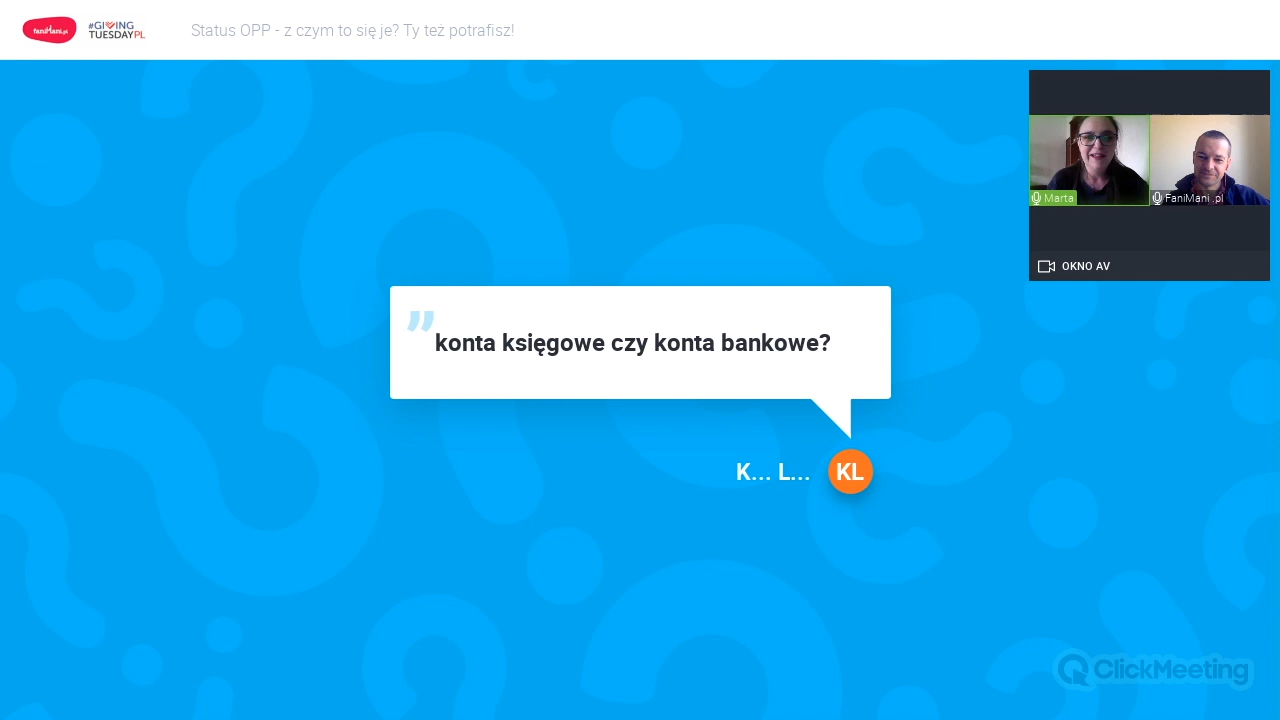 faniMani.pl
#GIVING
TUESDAYPL
Status OPP - z czym to się je? Ty też potrafisz!
Marta
FaniMani .pl
OKNO AV
” konta księgowe czy konta bankowe?
K... L...
KL
ClickMeeting